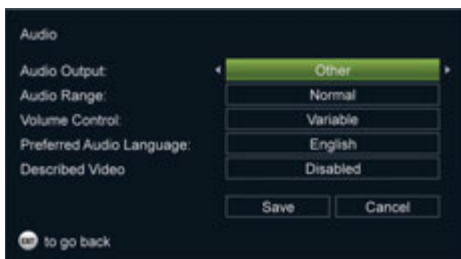 Audio
Audio Output: Other
Audio Range: Normal
Volume Control: Variable
Preferred Audio Language: English
Described Video Disabled
Save Cancel
EXIT to go back